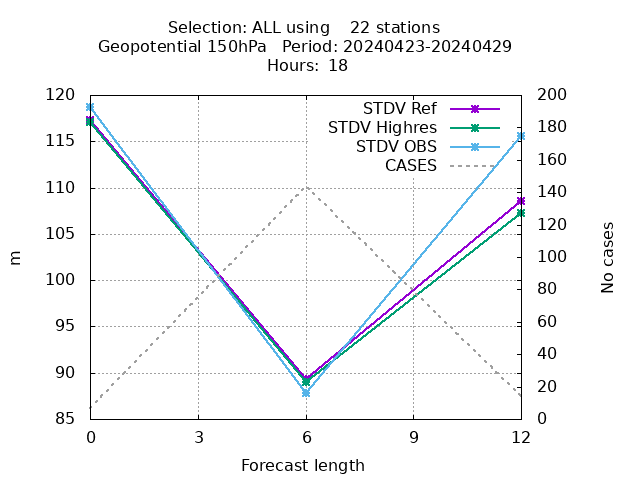 Selection: ALL using    22 stations
Geopotential 150hPa   Period: 20240423-20240429
Hours:  18
STDV Ref
STDV Highres
STDV OBS
CASES
120
115
110
105
100
95
90
85
m
200
180
160
140
120
100
80
60
40
20
0
No cases
0 3 6 9 12
Forecast length